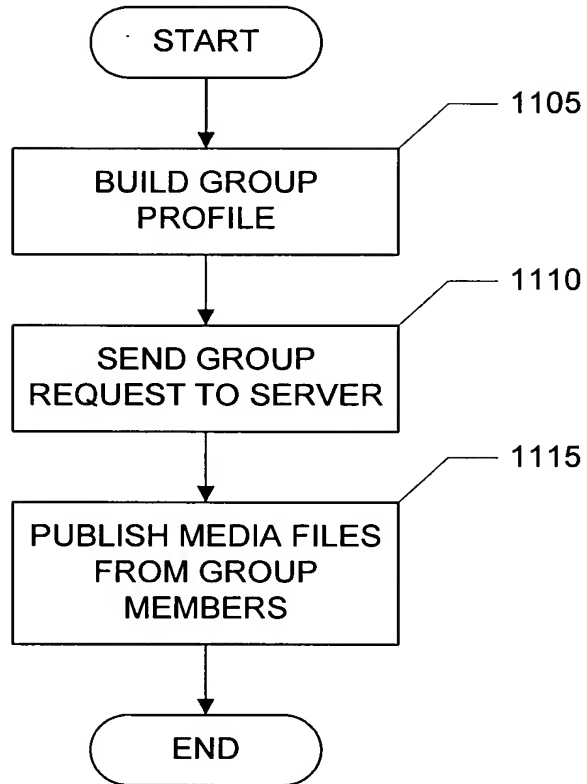 START
1105
BUILD GROUP
PROFILE
1110
SEND GROUP
REQUEST TO SERVER
1115
PUBLISH MEDIA FILES
FROM GROUP
MEMBERS
END